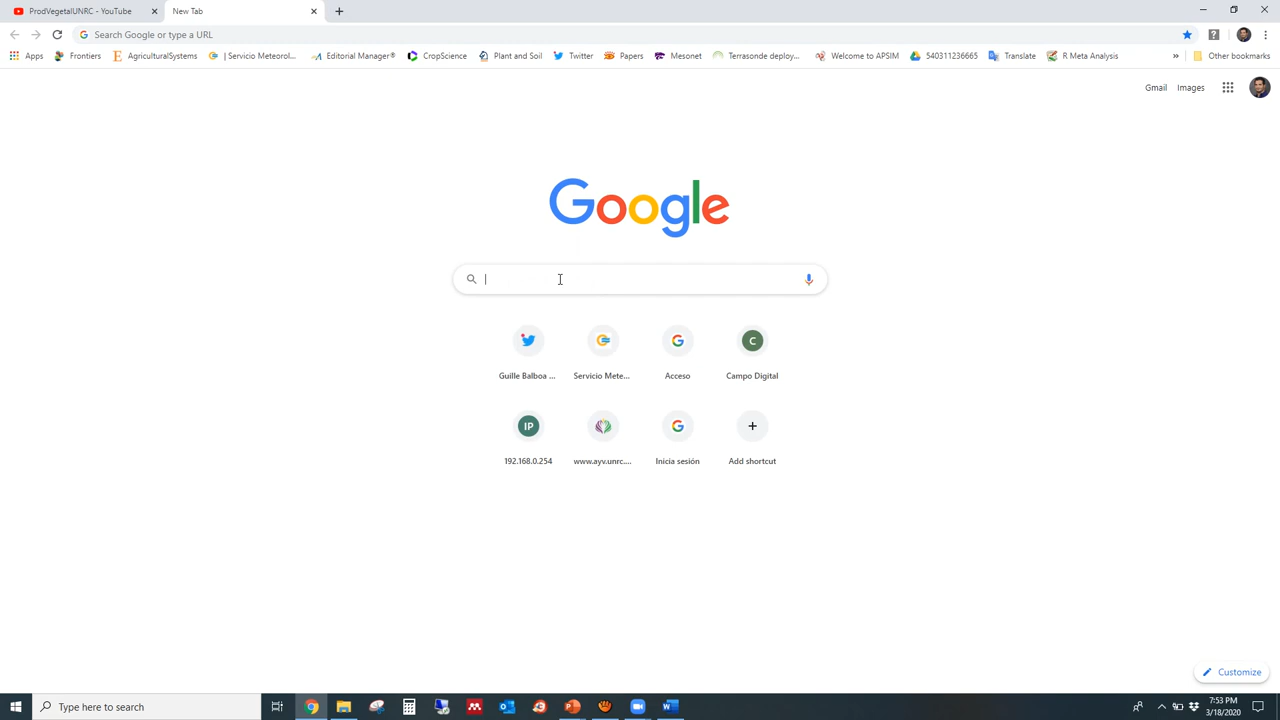 ProdVegetalUNRC - YouTube
New Tab
Search Google or type a URL
Apps Frontiers AgriculturalSystems | Servicio Meteorol... Editorial Manager® CropScience Plant and Soil Twitter Papers Mesonet Terrasonde deploy... Welcome to APSIM 540311236665 Translate R Meta Analysis » Other bookmarks
Gmail Images
Google
Guille Balboa ... Servicio Mete... Acceso Campo Digital
C
IP
192.168.0.254 www.ayv.unrc.... Inicia sesión Add shortcut
Customize
Type here to search
7:53 PM
3/18/2020